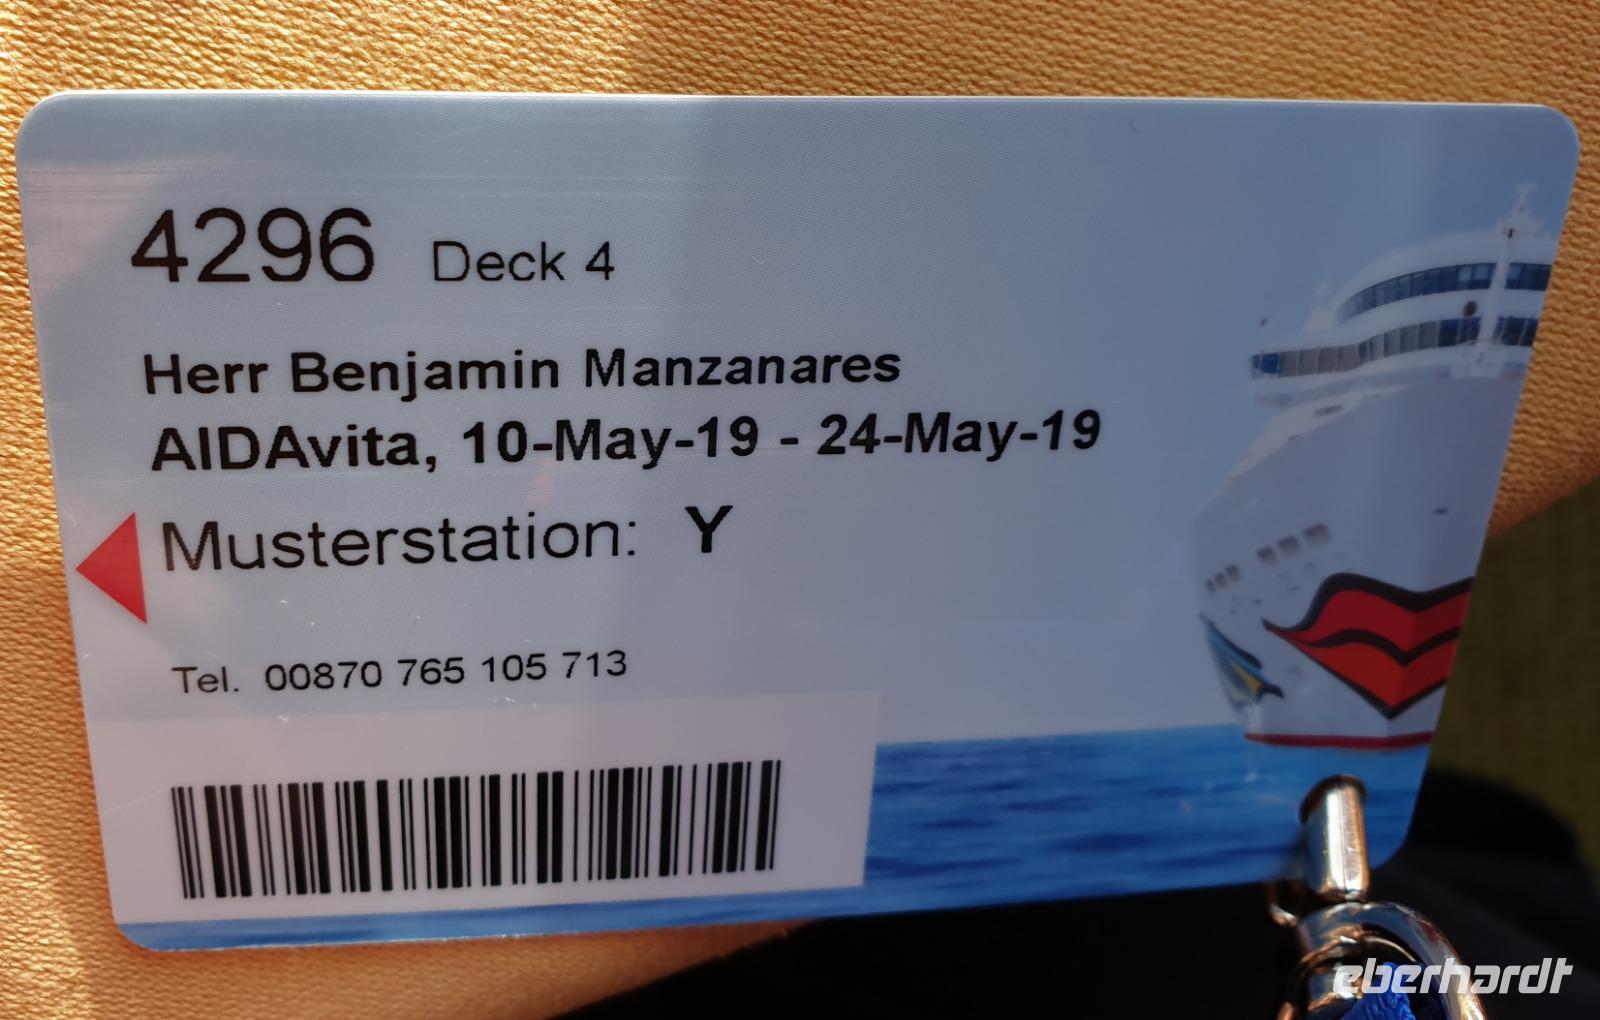 4296 Deck 4
Herr Benjamin Manzanares
AIDAvita, 10-May-19 - 24-May-19
Musterstation: Y
Tel. 00870 765 105 713
eberhardt